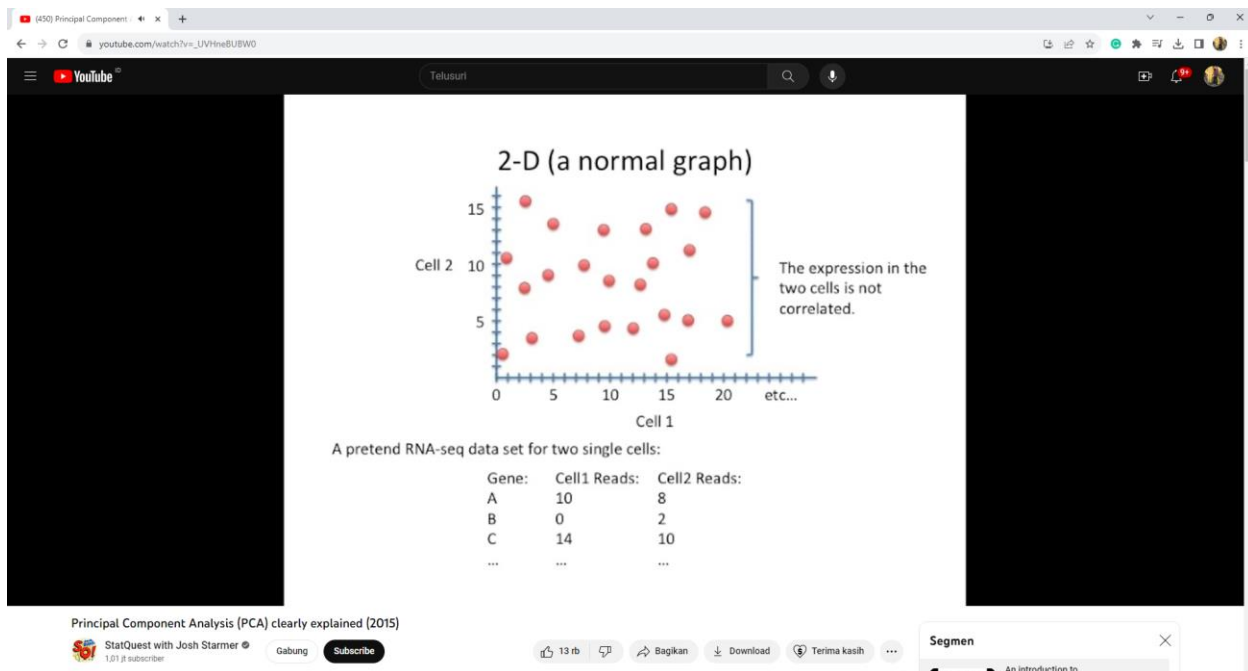 (450) Principal Component
youtube.com/watch?v=_UVHneBUBW0
YouTube ID
Telusuri
9+
2-D (a normal graph)
15
Cell 2 10
5
The expression in the
two cells is not
correlated.
0 5 10 15 20 etc...
Cell 1
A pretend RNA-seq data set for two single cells:
Gene: Cell1 Reads: Cell2 Reads:
A 10 8
B 0 2
C 14 10
... ... ...
Principal Component Analysis (PCA) clearly explained (2015)
StatQuest with Josh Starmer
1,01 jt subscriber
Gabung
Subscribe
13 rb
Bagikan
Download
Terima kasih
...
Segmen
An introduction to